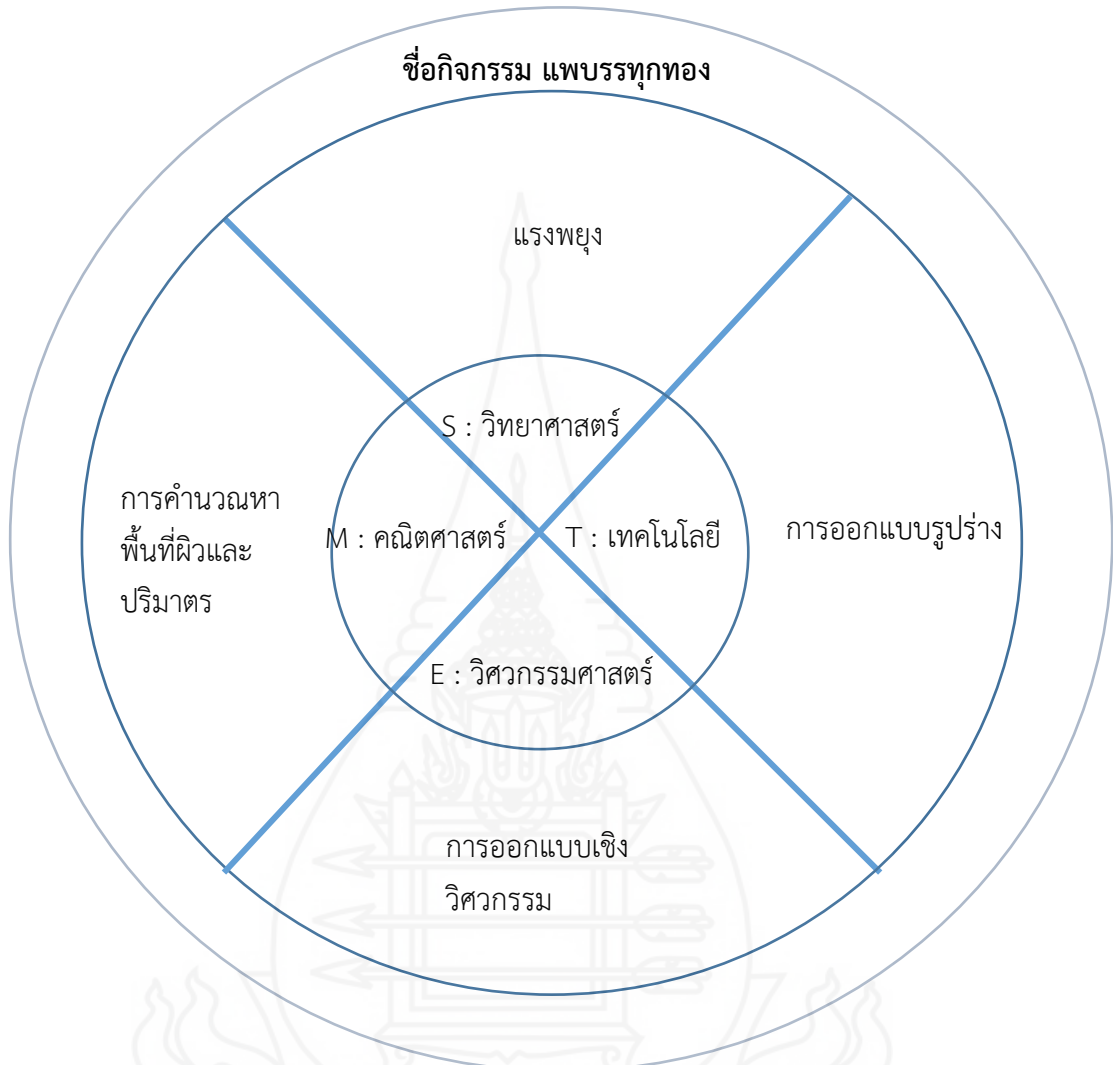 ชื่อกิจกรรม แพบรรทุกทอง
แรงพยุง
S : วิทยาศาสตร์
การคำนวณหา
พื้นที่ผิวและ
ปริมาตร
M : คณิตศาสตร์
T : เทคโนโลยี
การออกแบบรูปร่าง
E : วิศวกรรมศาสตร์
การออกแบบเชิง
วิศวกรรม